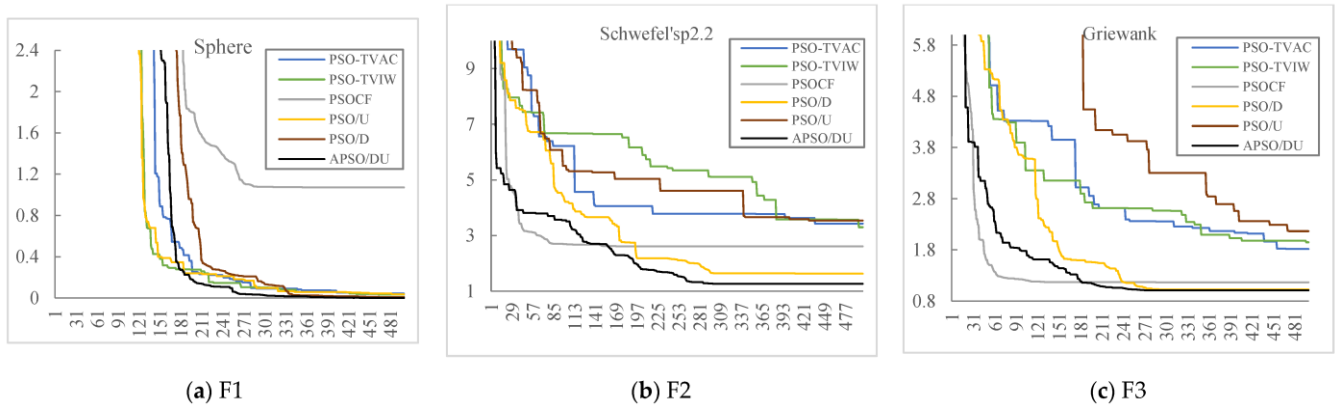 Sphere
2.4
2
1.6
1.2
0.8
0.4
0
PSO-TVAC
PSO-TVIW
PSOCF
PSO/U
PSO/D
APSO/DU
1 31 61 91 121 151 181 211 241 271 300 331 361 391 421 451 481
(a) F1
Schwefel'sp2.2
9
7
5
3
1
PSO-TVAC
PSO-TVIW
PSOCF
PSO/D
PSO/U
APSO/DU
1 29 57 85 113 141 169 197 225 253 281 309 337 365 393 421 449 477
(b) F2
Griewank
5.8
4.8
3.8
2.8
1.8
0.8
PSO-TVAC
PSO-TVIW
PSOCF
PSO/D
PSO/U
APSO/DU
1 31 61 91 121 151 181 211 241 271 301 331 361 391 421 451 481
(c) F3